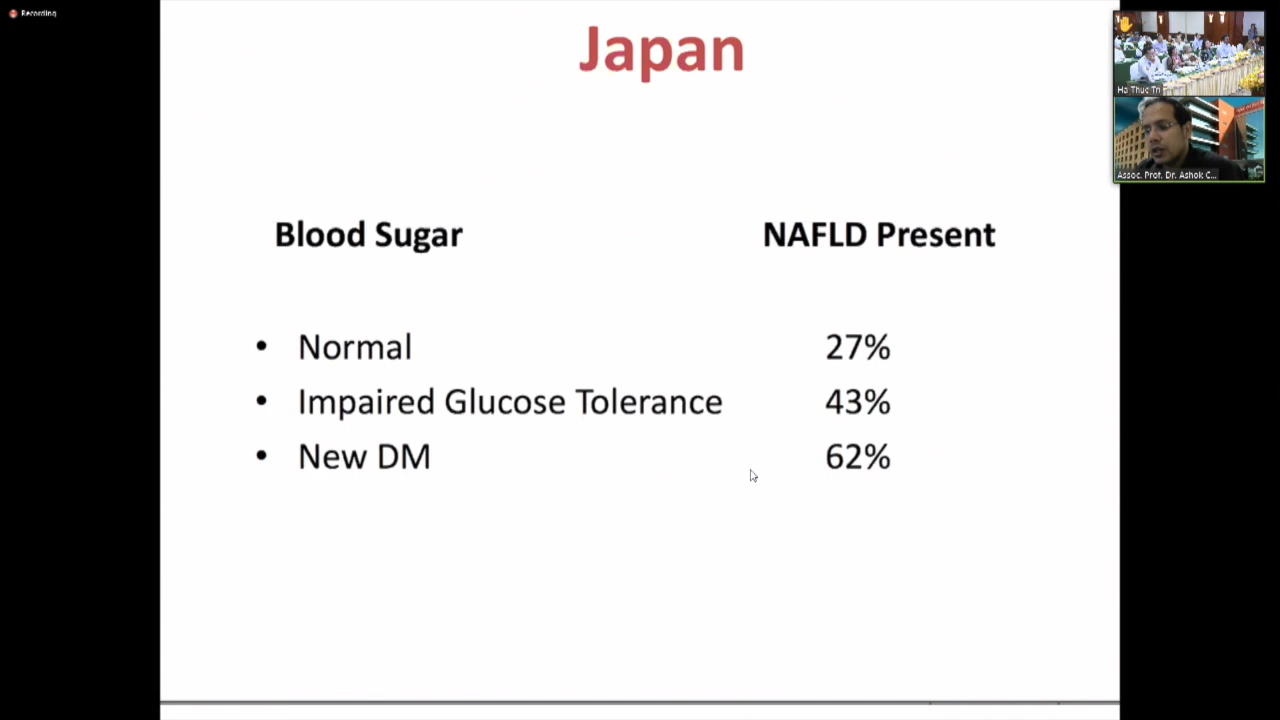 Recording
Japan
Ha Thuc Tri
Assoc. Prof. Dr. Ashok C...
Blood Sugar NAFLD Present
• Normal 27%
• Impaired Glucose Tolerance 43%
• New DM 62%